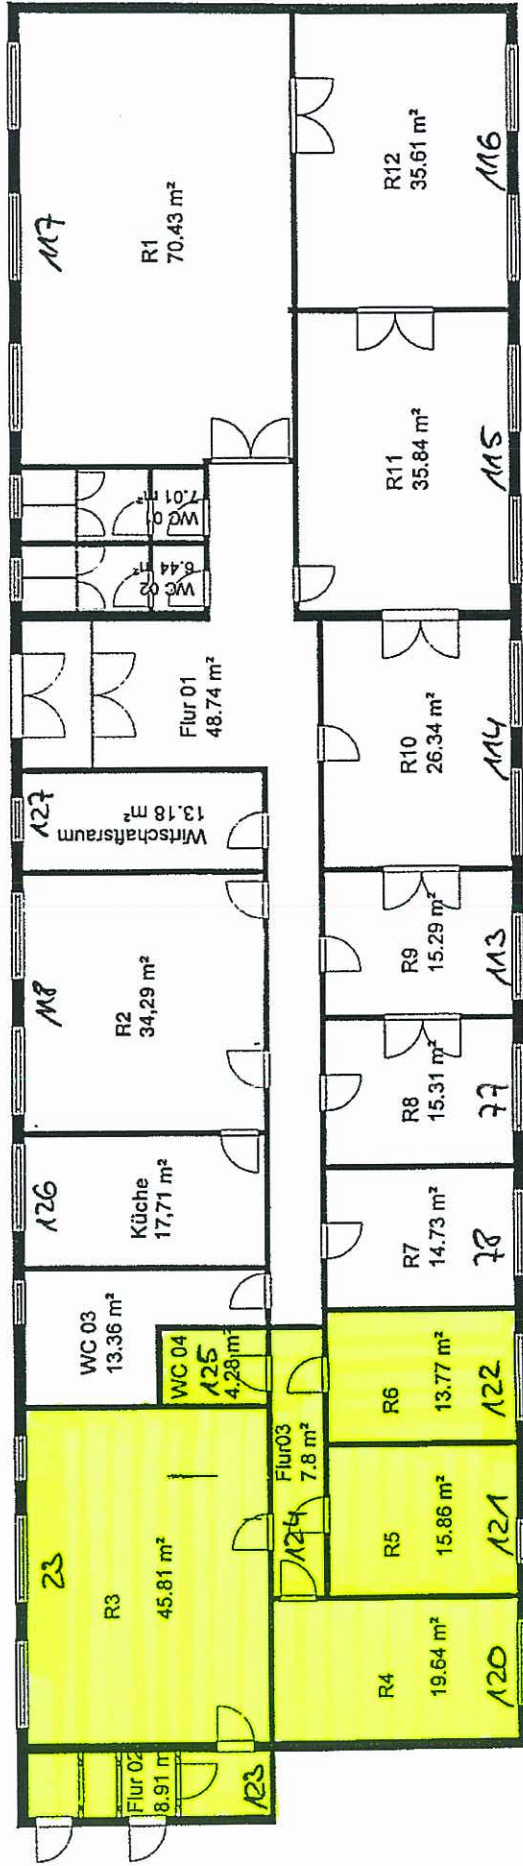 117
R1
70.43 m²
R12
35.61 m²
116
WC 0
7.01 m²
WC 02
6.44 m²
R11
35.84 m²
115
Flur 01
48.74 m²
R10
26.34 m²
114
127
Wirtschaftsraum
13.18 m²
118
R2
34,29 m²
R9
15.29 m²
113
R8
15.31 m²
77
126
Küche
17,71 m²
R7
14.73 m²
78
WC 03
13.36 m²
WC 04
125
4.28 m²
R6
13.77 m²
122
Flur03
7.8 m²
124
23
R3
45.81 m²
R5
15.86 m²
121
R4
19.64 m²
120
Flur 02
8.91 m²
123